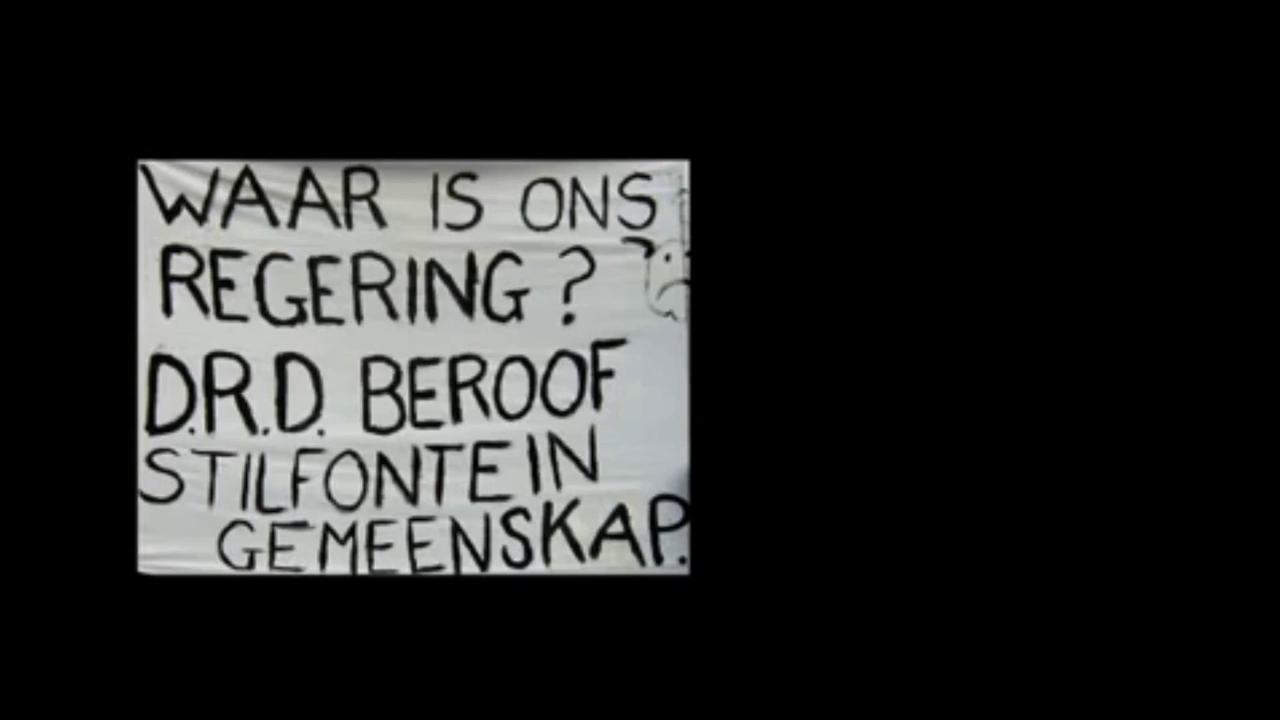 WAAR IS ONS
REGERING ?
D.R.D. BEROOF
STILFONTEIN
GEMEENSKAP.